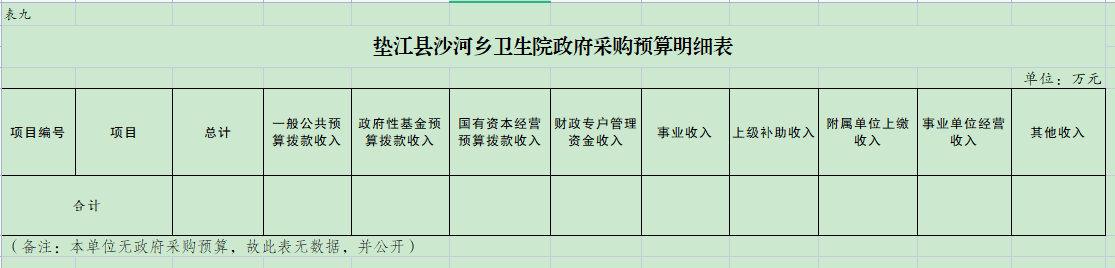 表九
垫江县沙河乡卫生院政府采购预算明细表
单位：万元
项目编号 项目 总计 一般公共预算拨款收入 政府性基金预算拨款收入 国有资本经营预算拨款收入 财政专户管理资金收入 事业收入 上级补助收入 附属单位上缴收入 事业单位经营收入 其他收入
合计
（备注：本单位无政府采购预算，故此表无数据，并公开）